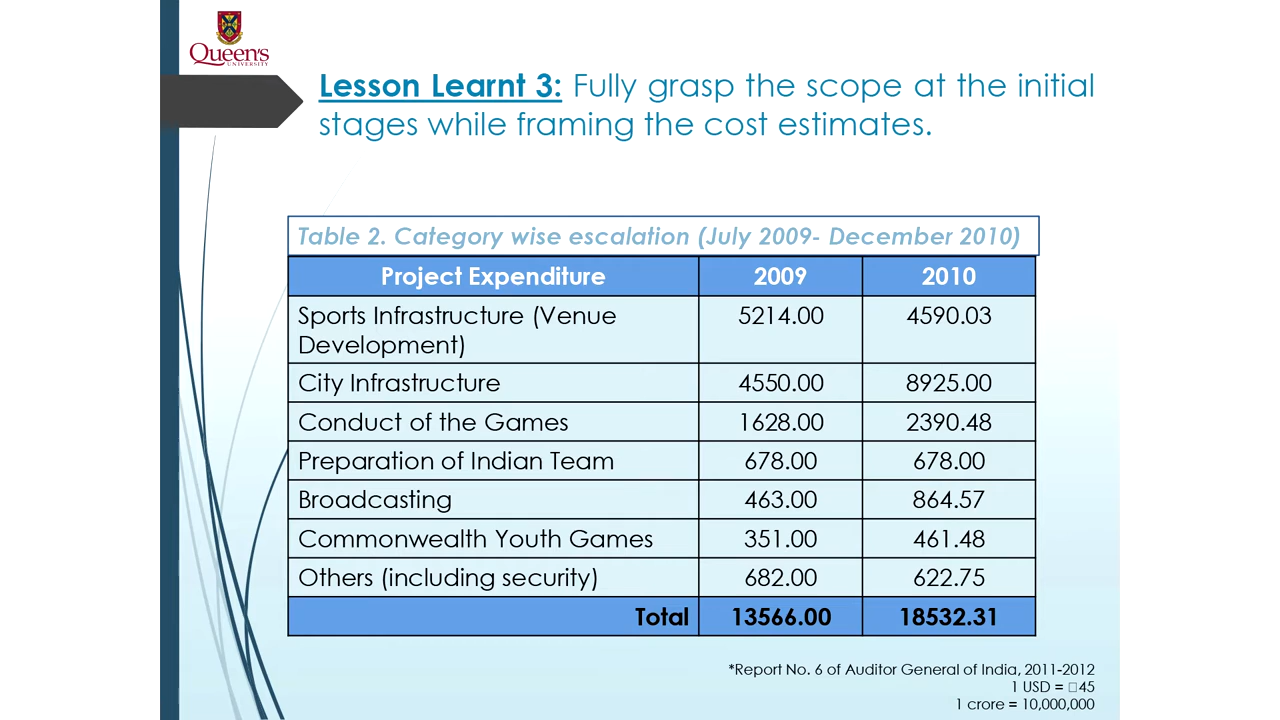 Queen's
UNIVERSITY
Lesson Learnt 3: Fully grasp the scope at the initial
stages while framing the cost estimates.
Table 2. Category wise escalation (July 2009- December 2010)
Project Expenditure 2009 2010
Sports Infrastructure (Venue 5214.00 4590.03
Development)
City Infrastructure 4550.00 8925.00
Conduct of the Games 1628.00 2390.48
Preparation of Indian Team 678.00 678.00
Broadcasting 463.00 864.57
Commonwealth Youth Games 351.00 461.48
Others (including security) 682.00 622.75
Total 13566.00 18532.31
*Report No. 6 of Auditor General of India, 2011-2012
1 USD = □45
1 crore = 10,000,000